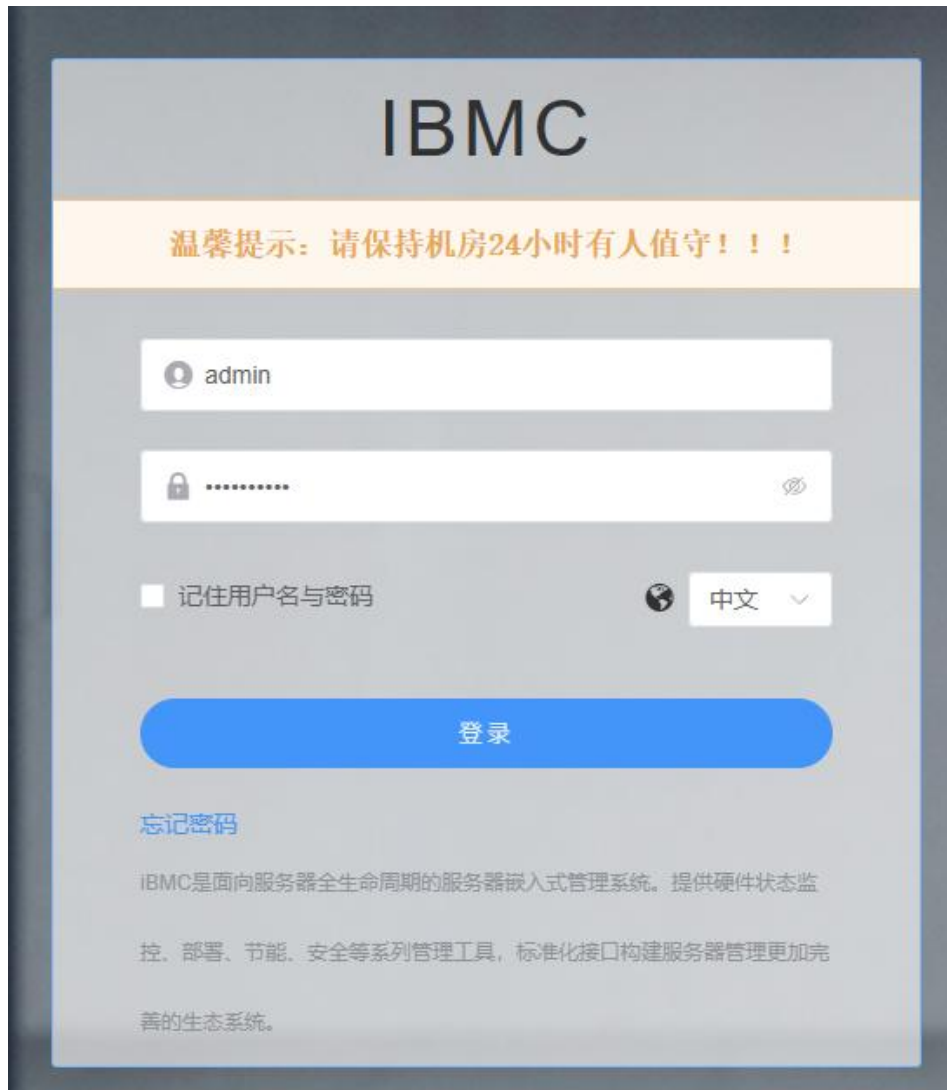 IBMC
温馨提示：请保持机房24小时有人值守！！！
admin
••••••••••
记住用户名与密码 中文
登录
忘记密码
iBMC是面向服务器全生命周期的服务器嵌入式管理系统。提供硬件状态监
控、部署、节能、安全等系列管理工具，标准化接口构建服务器管理更加完
善的生态系统。